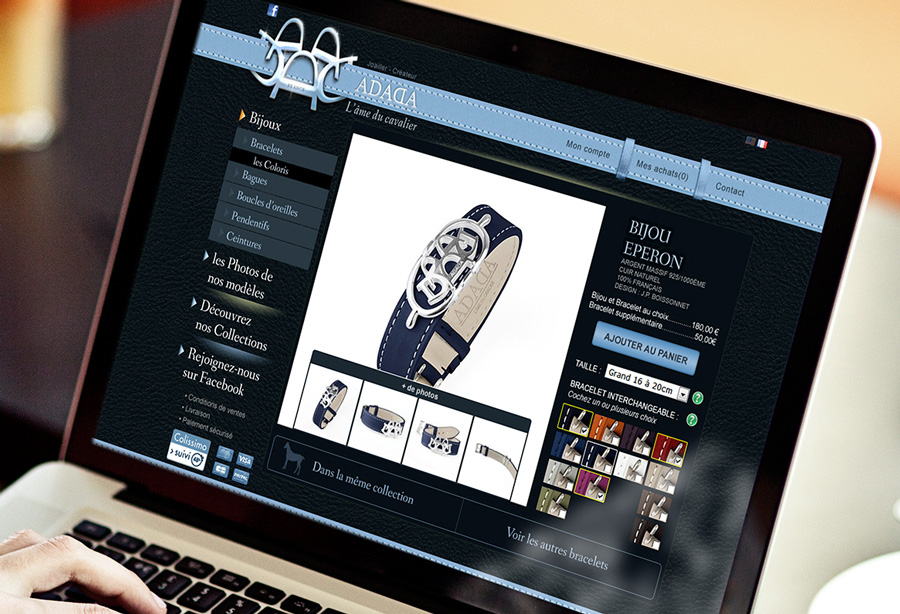 Joailler - Créateur
ADADA
L'âme du cavalier
Mon compte
Mes achats(0)
Contact
Bijoux
Bracelets
les Coloris
Bagues
Boucles d'oreilles
Pendentifs
Ceintures
les Photos de
nos modèles
Découvrez
nos Collections
Rejoignez-nous
sur Facebook
• Conditions de ventes
• Livraison
• Paiement sécurisé
Colissimo
suivi
VISA
ADADA
+ de photos
Dans la même collection
Voir les autres bracelets
BIJOU
EPERON
ARGENT MASSIF 925/1000ÈME
CUIR NATUREL
100% FRANÇAIS
DESIGN : J.P. BOISSONNET
Bijou et Bracelet au choix............180,00 €
Bracelet supplémentaire..............50,00€
AJOUTER AU PANIER
TAILLE : Grand 16 à 20cm ?
BRACELET INTERCHANGEABLE : ?
Cochez un ou plusieurs choix